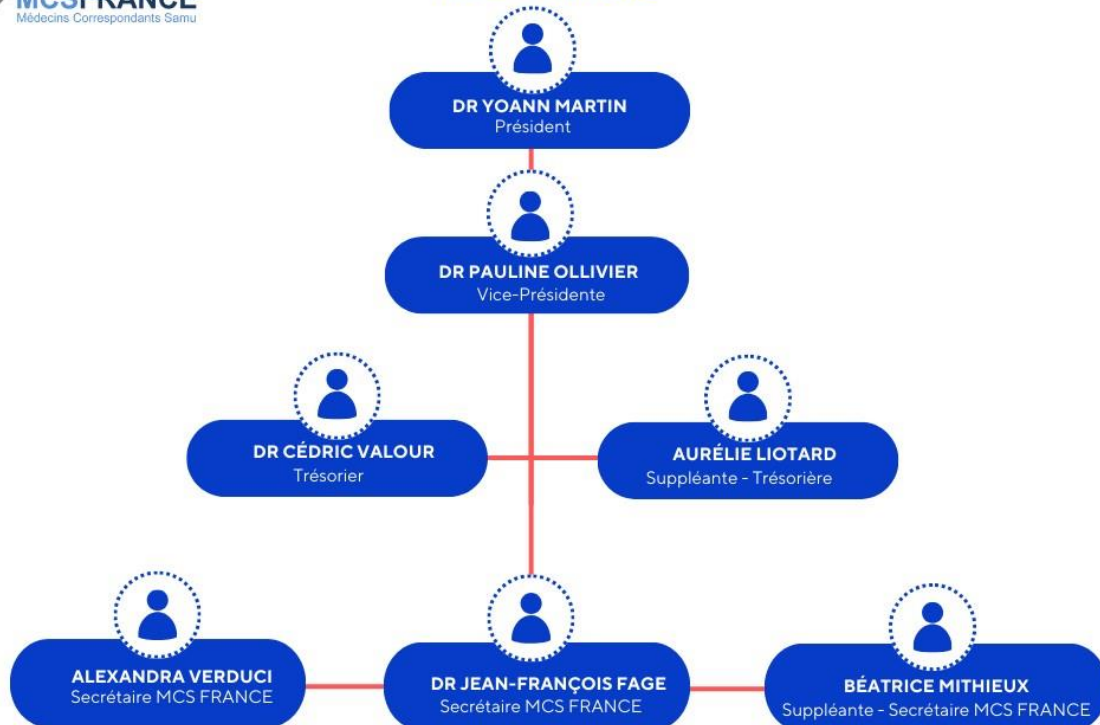 MCSFRANCE
Médecins Correspondants Samu
DR YOANN MARTIN
Président
DR PAULINE OLLIVIER
Vice-Présidente
DR CÉDRIC VALOUR
Trésorier
AURÉLIE LIOTARD
Suppléante - Trésorière
ALEXANDRA VERDUCI
Secrétaire MCS FRANCE
DR JEAN-FRANÇOIS FAGE
Secrétaire MCS FRANCE
BÉATRICE MITHIEUX
Suppléante - Secrétaire MCS FRANCE